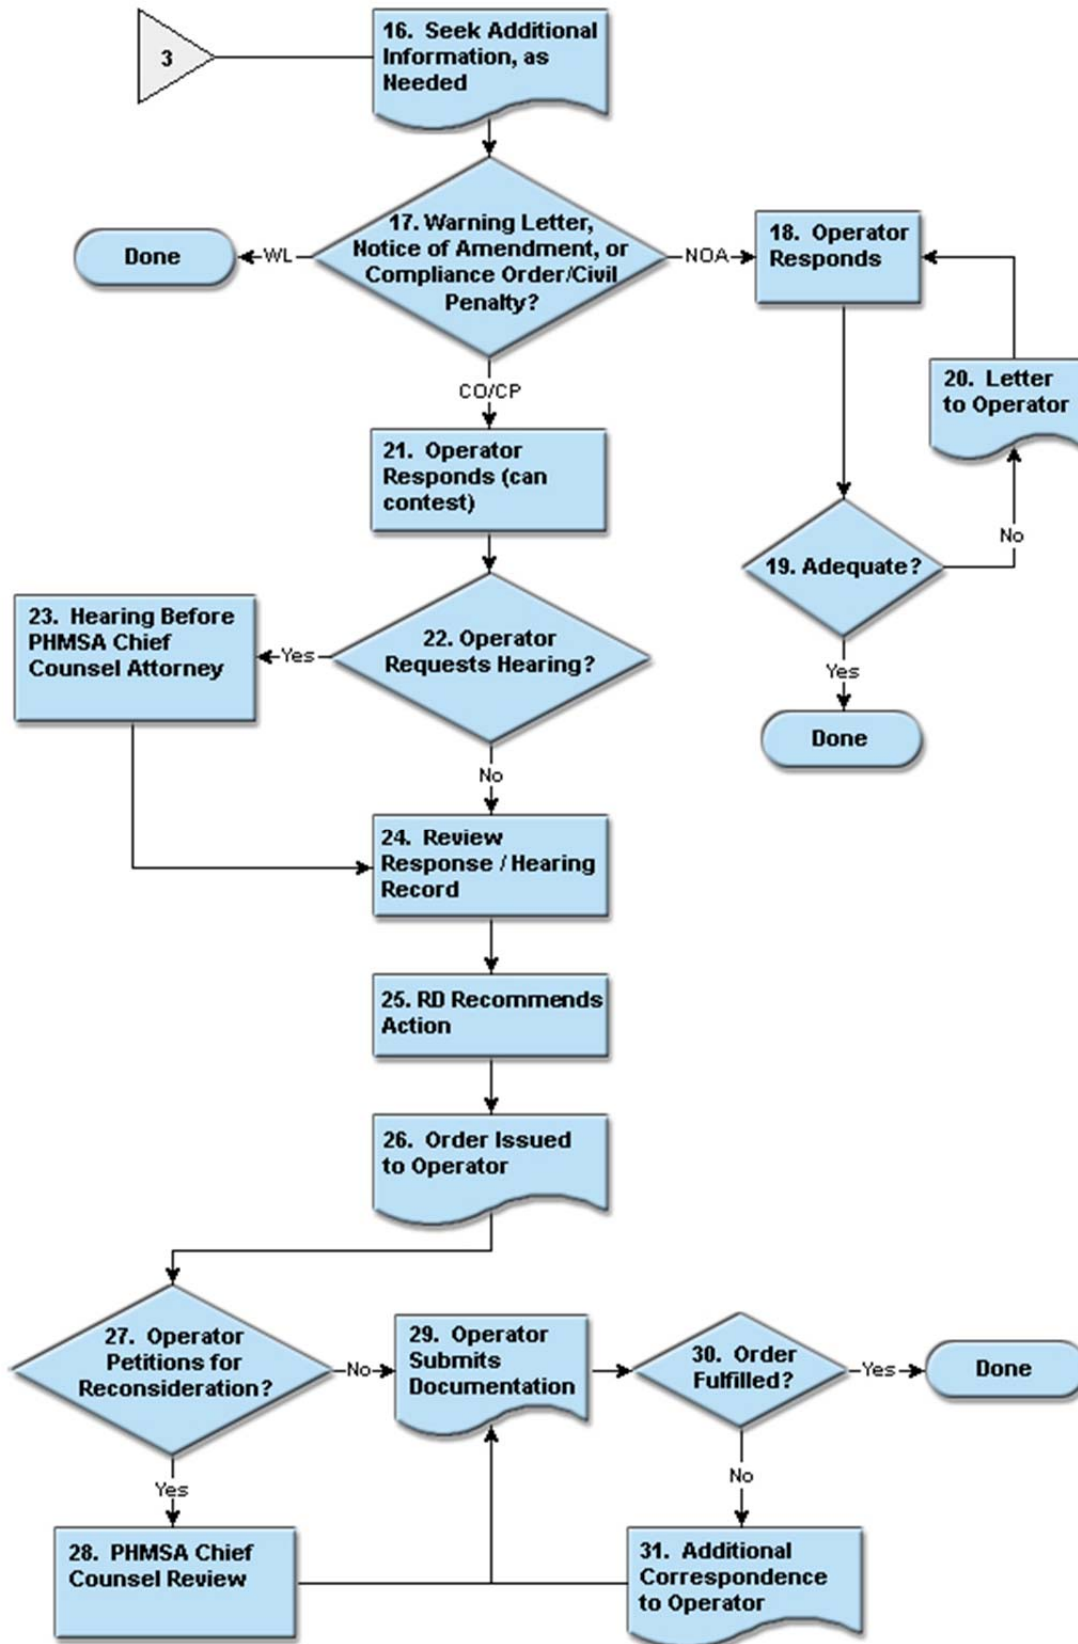 3
16. Seek Additional
Information, as
Needed
17. Warning Letter,
Notice of Amendment, or
Compliance Order/Civil
Penalty?
WL
Done
NOA
18. Operator
Responds
20. Letter
to Operator
No
19. Adequate?
Yes
Done
CO/CP
21. Operator
Responds (can
contest)
22. Operator
Requests Hearing?
Yes
23. Hearing Before
PHMSA Chief
Counsel Attorney
No
24. Review
Response / Hearing
Record
25. RD Recommends
Action
26. Order Issued
to Operator
27. Operator
Petitions for
Reconsideration?
No
29. Operator
Submits
Documentation
30. Order
Fulfilled?
Yes
Done
Yes
No
28. PHMSA Chief
Counsel Review
31. Additional
Correspondence
to Operator